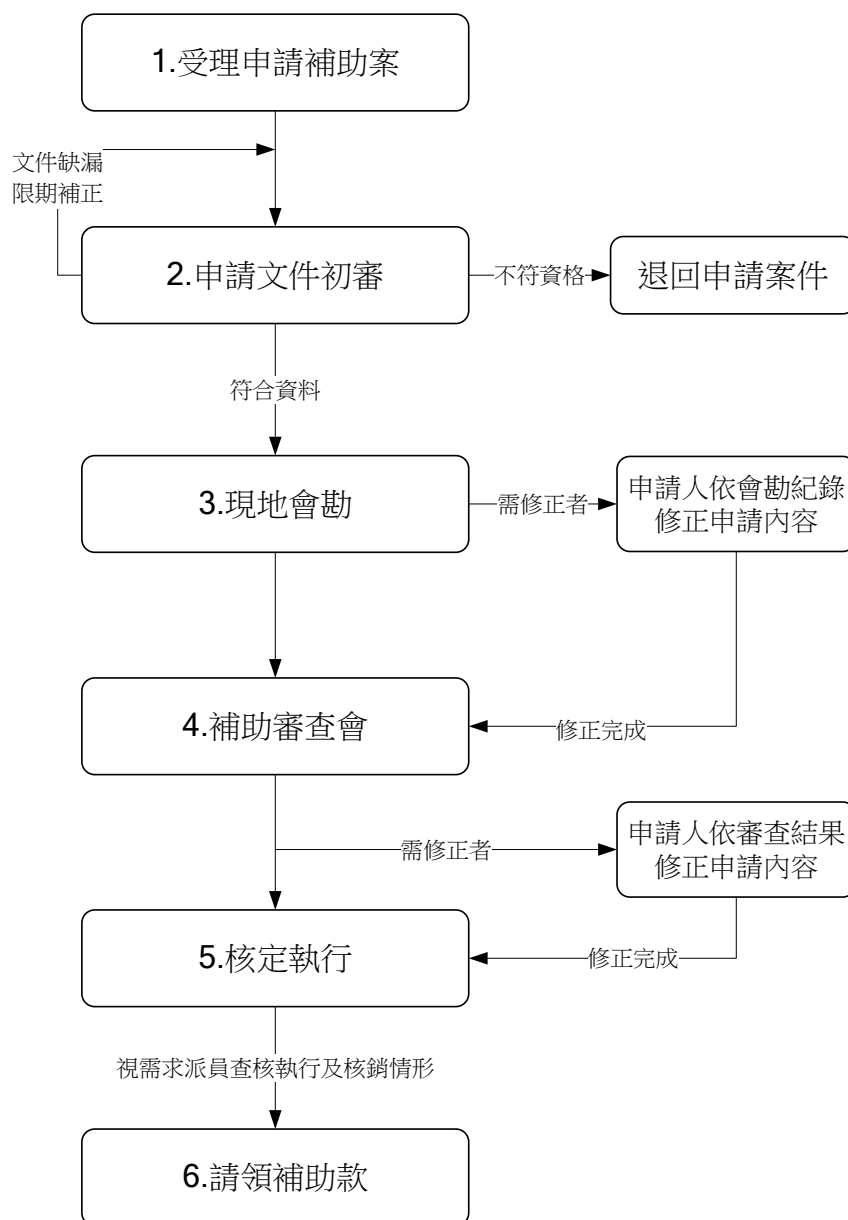 1.受理申請補助案
文件缺漏
限期補正
2.申請文件初審
不符資格
退回申請案件
符合資料
3.現地會勘
需修正者
申請人依會勘紀錄
修正申請內容
4.補助審查會
修正完成
需修正者
申請人依審查結果
修正申請內容
5.核定執行
修正完成
視需求派員查核執行及核銷情形
6.請領補助款